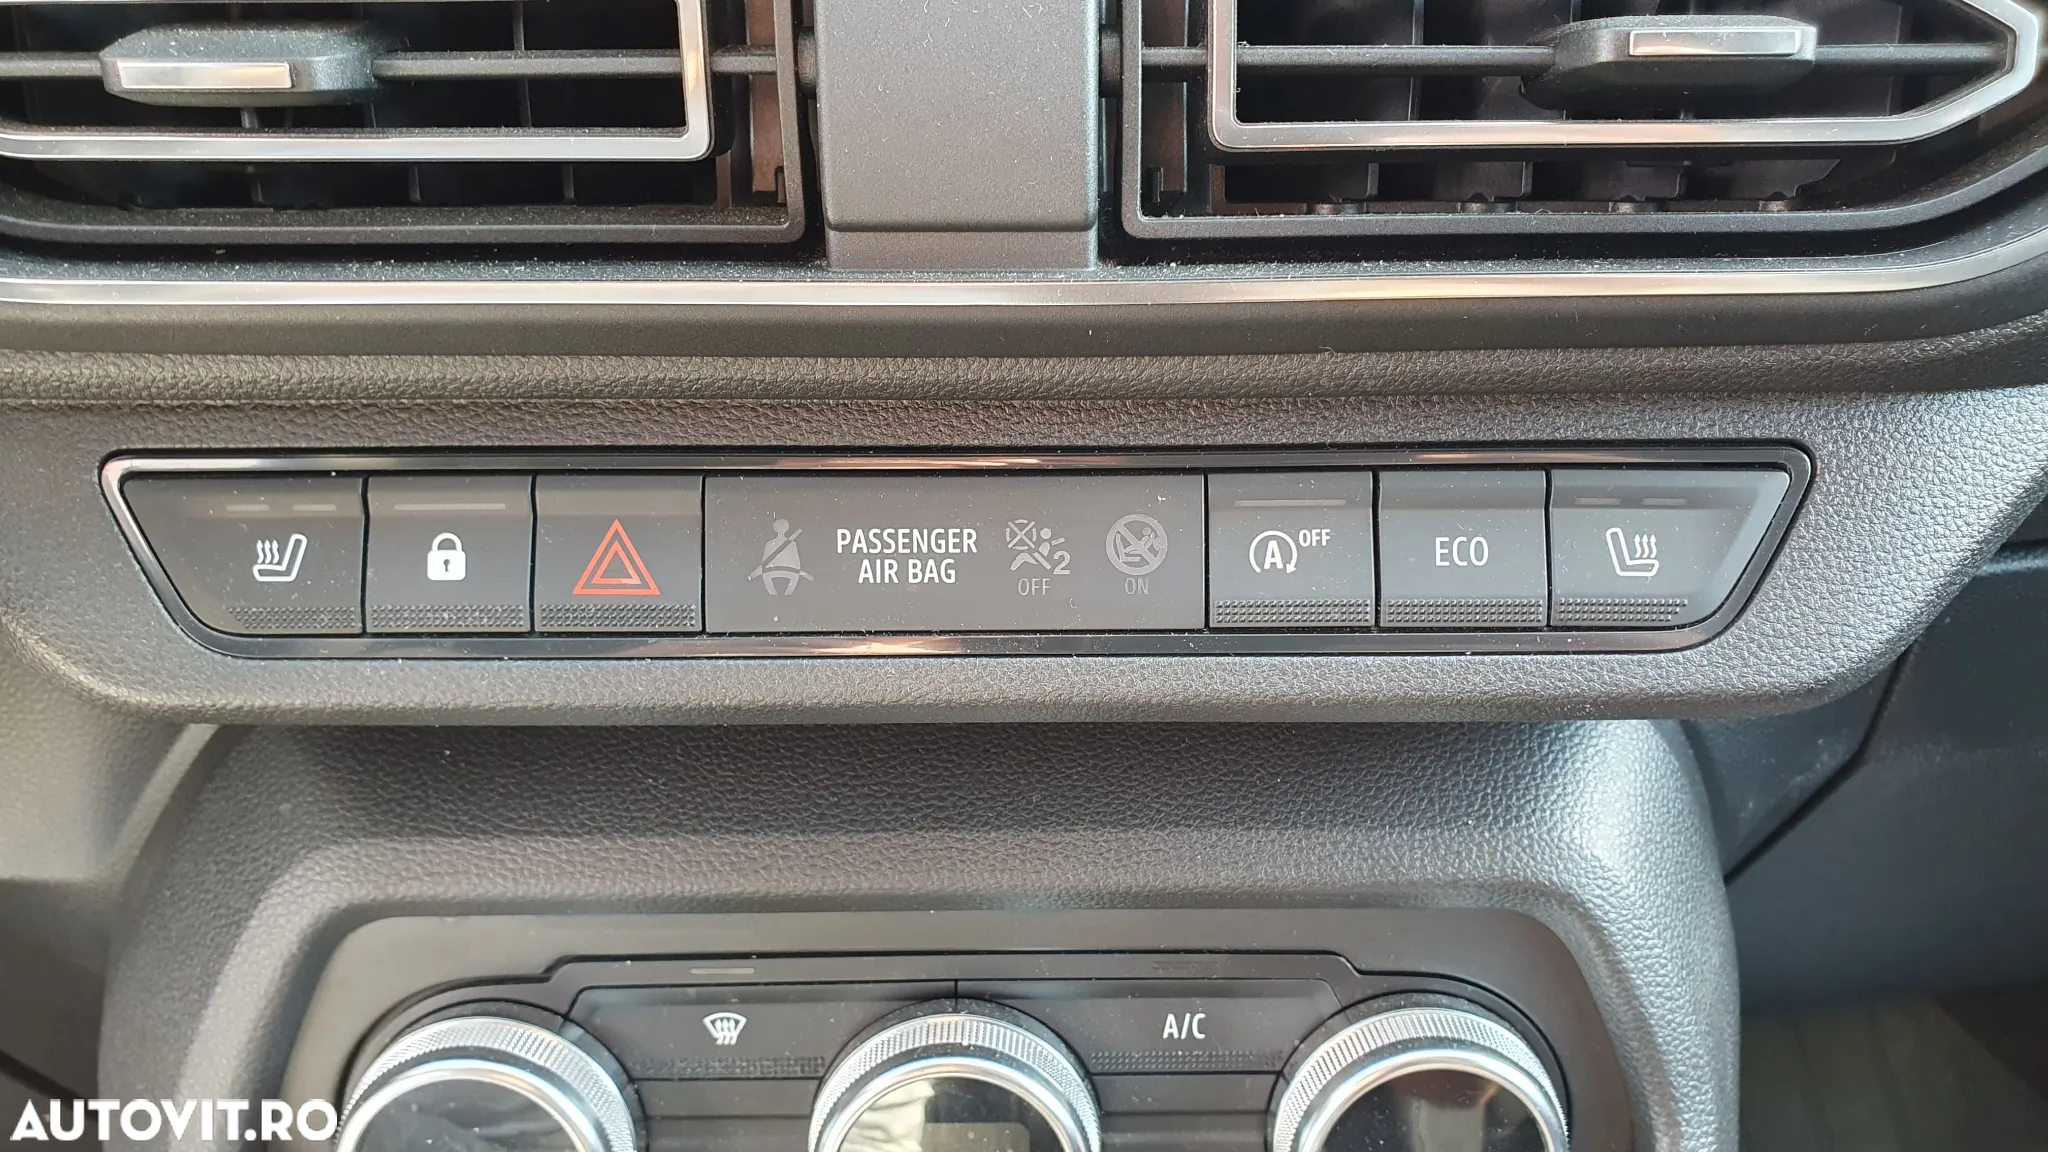 PASSENGER
AIR BAG
2
OFF
ON
A OFF
ECO
A/C
AUTOVIT.RO